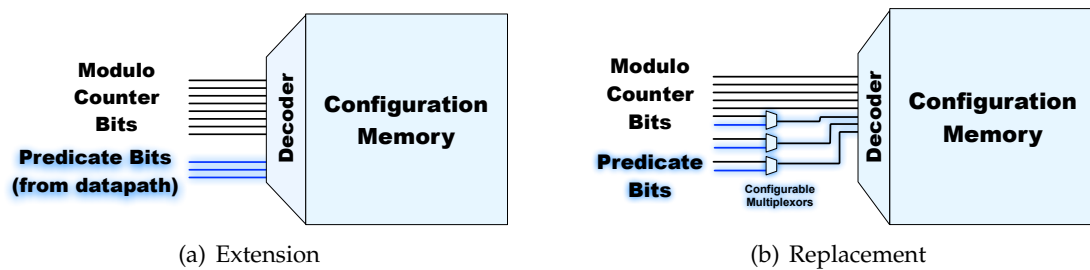 Modulo
Counter
Bits
Predicate Bits
(from datapath)
Decoder
Configuration
Memory
(a) Extension
Modulo
Counter
Bits
Predicate
Bits
Configurable
Multiplexors
Decoder
Configuration
Memory
(b) Replacement